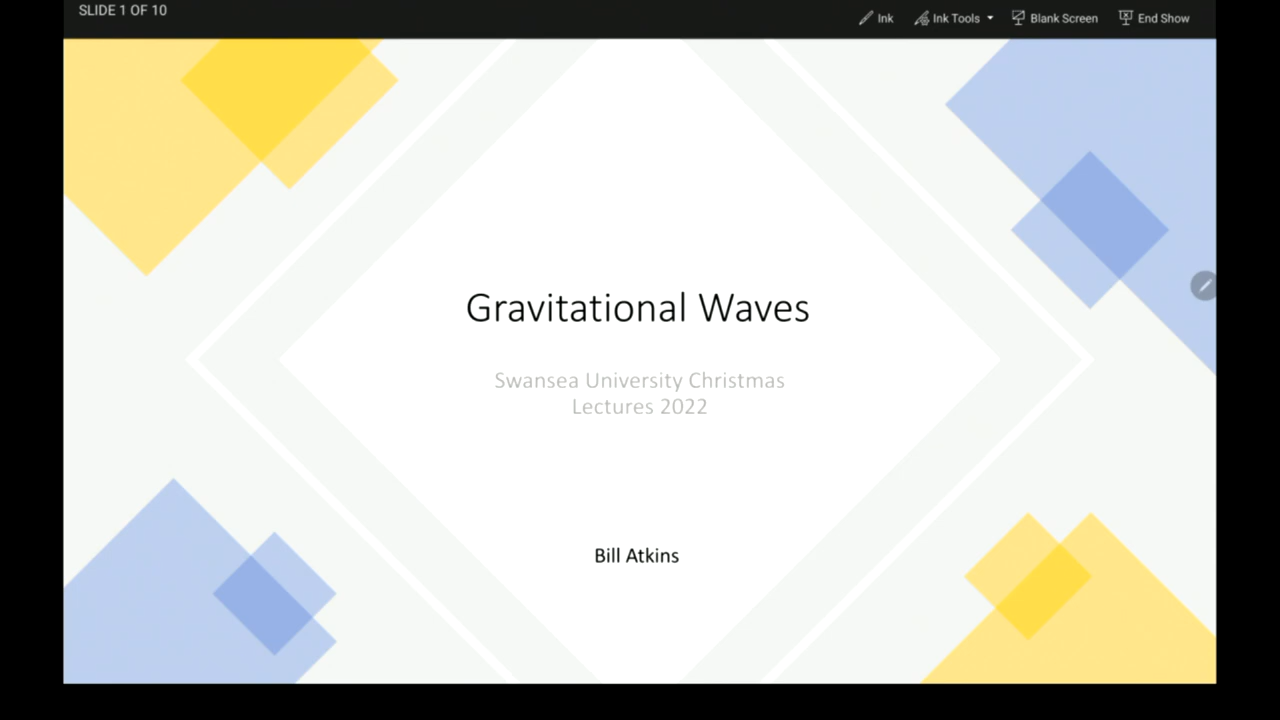 SLIDE 1 OF 10
Ink
Ink Tools
Blank Screen
End Show
Gravitational Waves
Swansea University Christmas
Lectures 2022
Bill Atkins